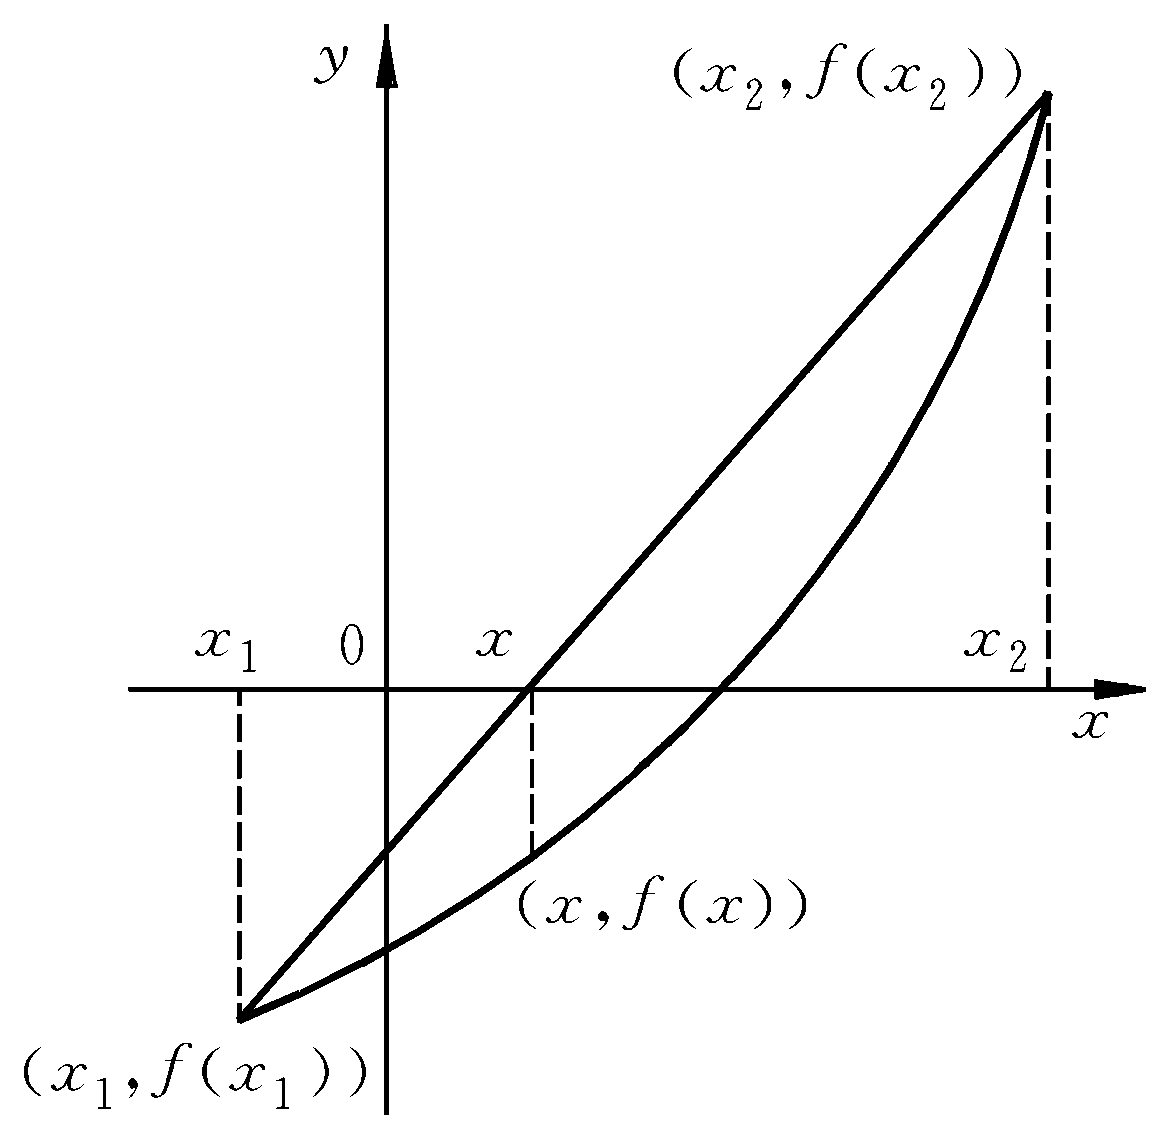 y
(x₂,f(x₂))
x₁ 0 x x₂
x
(x,f(x))
(x₁,f(x₁))